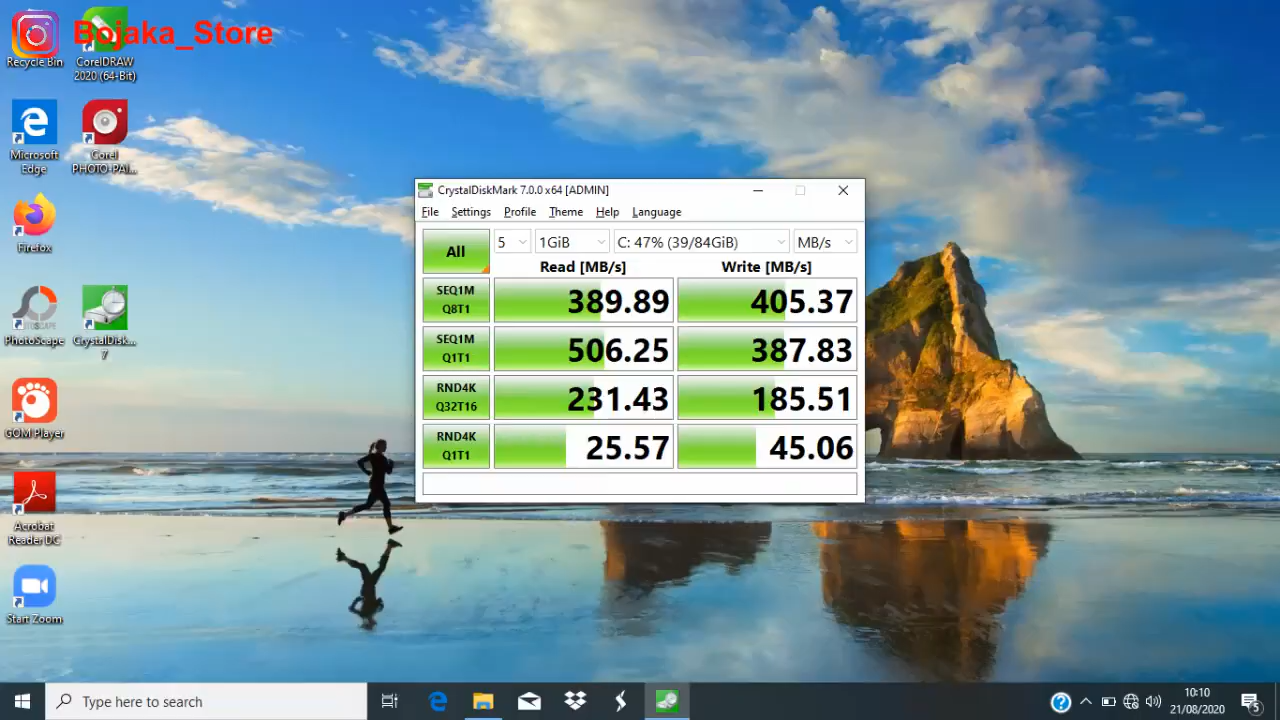 Bojaka_Store
Recycle Bin
CorelDRAW
2020 (64-Bit)
Microsoft
Edge
Corel
PHOTO-PAI...
Firefox
PhotoScape
CrystalDisk...
7
GOM Player
Acrobat
Reader DC
Start Zoom
CrystalDiskMark 7.0.0 x64 [ADMIN]
File Settings Profile Theme Help Language
All 5 1GiB C: 47% (39/84GiB) MB/s
Read [MB/s] Write [MB/s]
SEQ1M
Q8T1 389.89 405.37
SEQ1M
Q1T1 506.25 387.83
RND4K
Q32T16 231.43 185.51
RND4K
Q1T1 25.57 45.06
Type here to search
10:10
21/08/2020
5